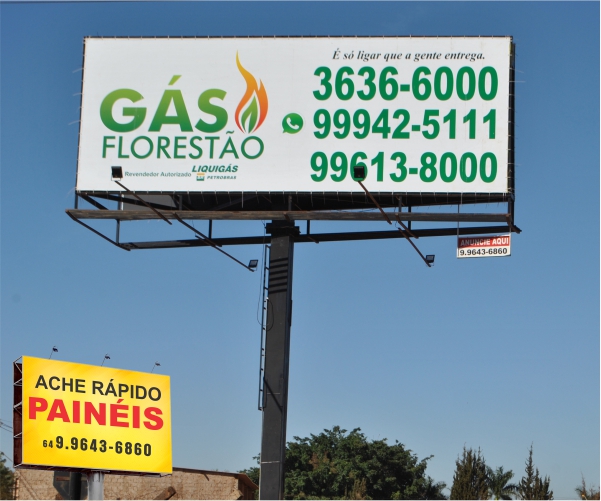 É só ligar que a gente entrega.
GÁS
FLORESTÃO
Revendedor Autorizado LIQUIGÁS
PETROBRAS
3636-6000
99942-5111
99613-8000
ANUNCIE AQUI
9.9643-6860
ACHE RÁPIDO
PAINÉIS
64 9.9643-6860